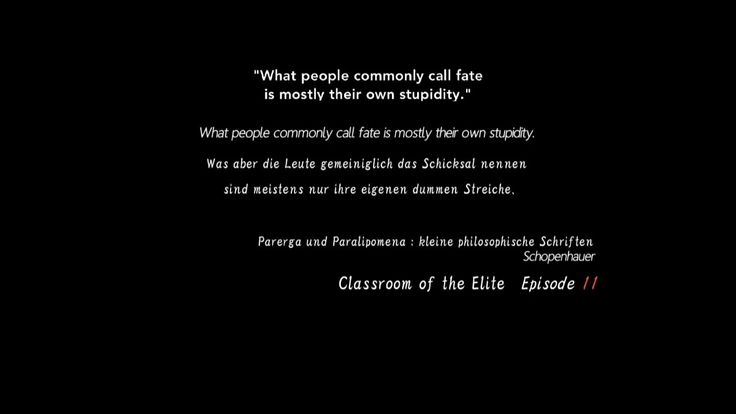 "What people commonly call fate
is mostly their own stupidity."
What people commonly call fate is mostly their own stupidity.
Was aber die Leute gemeiniglich das Schicksal nennen
sind meistens nur ihre eigenen dummen Streiche.
Parerga und Paralipomena : kleine philosophische Schriften
Schopenhauer
Classroom of the Elite Episode 11